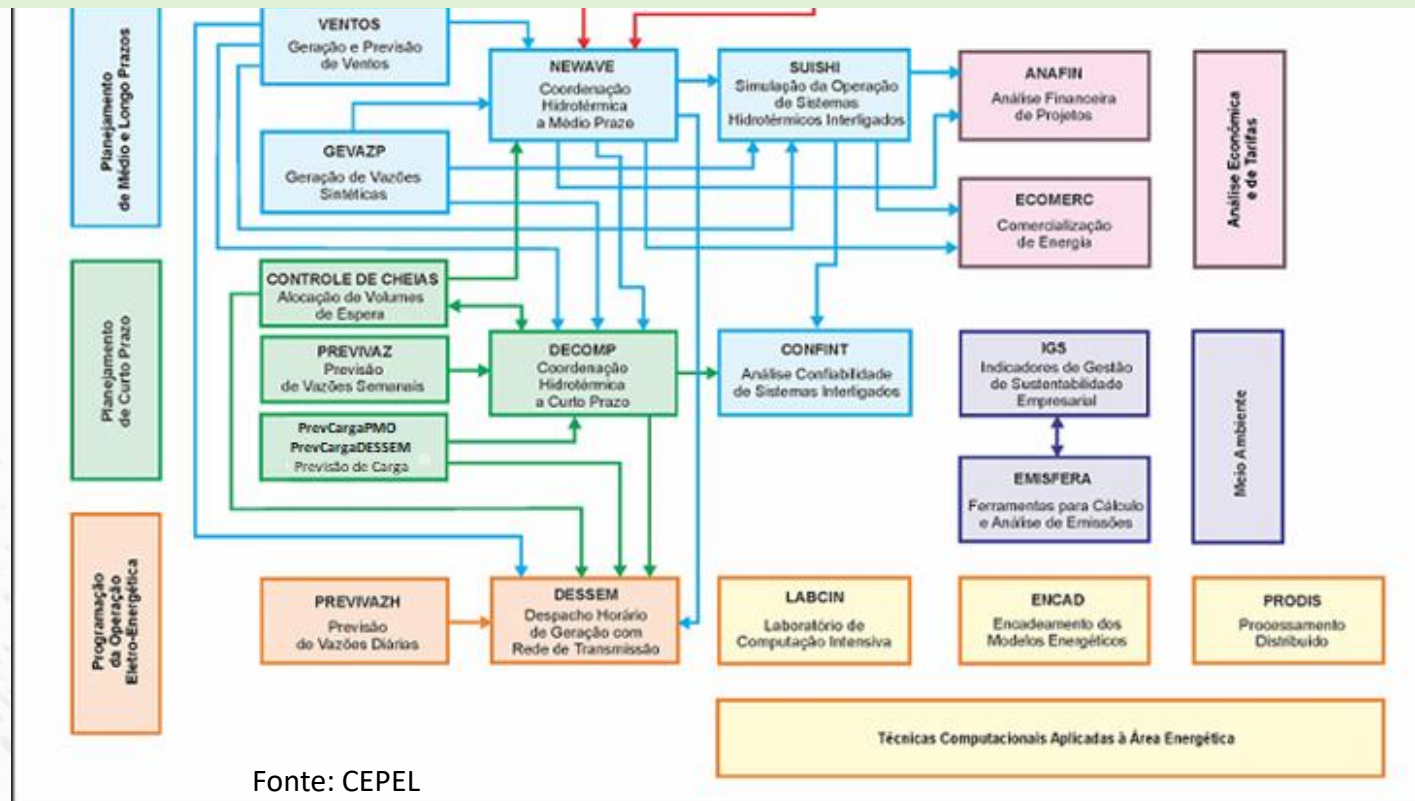 Planejamento
de Médio e Longo Prazos
VENTOS
Geração e Previsão
de Ventos
NEWAVE
Coordenação
Hidrotérmica
a Médio Prazo
SUISHI
Simulação da Operação
de Sistemas
Hidrotérmicos Interligados
ANAFIN
Análise Financeira
de Projetos
Análise Econômica
e de Tarifas
GEVAZP
Geração de Vazões
Sintéticas
ECOMERC
Comercialização
de Energia
Planejamento
de Curto Prazo
CONTROLE DE CHEIAS
Alocação de Volumes
de Espera
PREVIVAZ
Previsão
de Vazões Semanais
DECOMP
Coordenação
Hidrotérmica
a Curto Prazo
CONFINT
Análise Confiabilidade
de Sistemas Interligados
IGS
Indicadores de Gestão
de Sustentabilidade
Empresarial
Meio Ambiente
PrevCargaPMO
PrevCargaDESSEM
Previsão de Carga
EMISFERA
Ferramentas para Cálculo
e Análise de Emissões
Programação
da Operação
Eletro-Energética
PREVIVAZH
Previsão
de Vazões Diárias
DESSEM
Despacho Horário
de Geração com
Rede de Transmissão
LABCIN
Laboratório de
Computação Intensiva
ENCAD
Encadeamento dos
Modelos Energéticos
PRODIS
Processamento
Distribuído
Técnicas Computacionais Aplicadas à Área Energética
Fonte: CEPEL